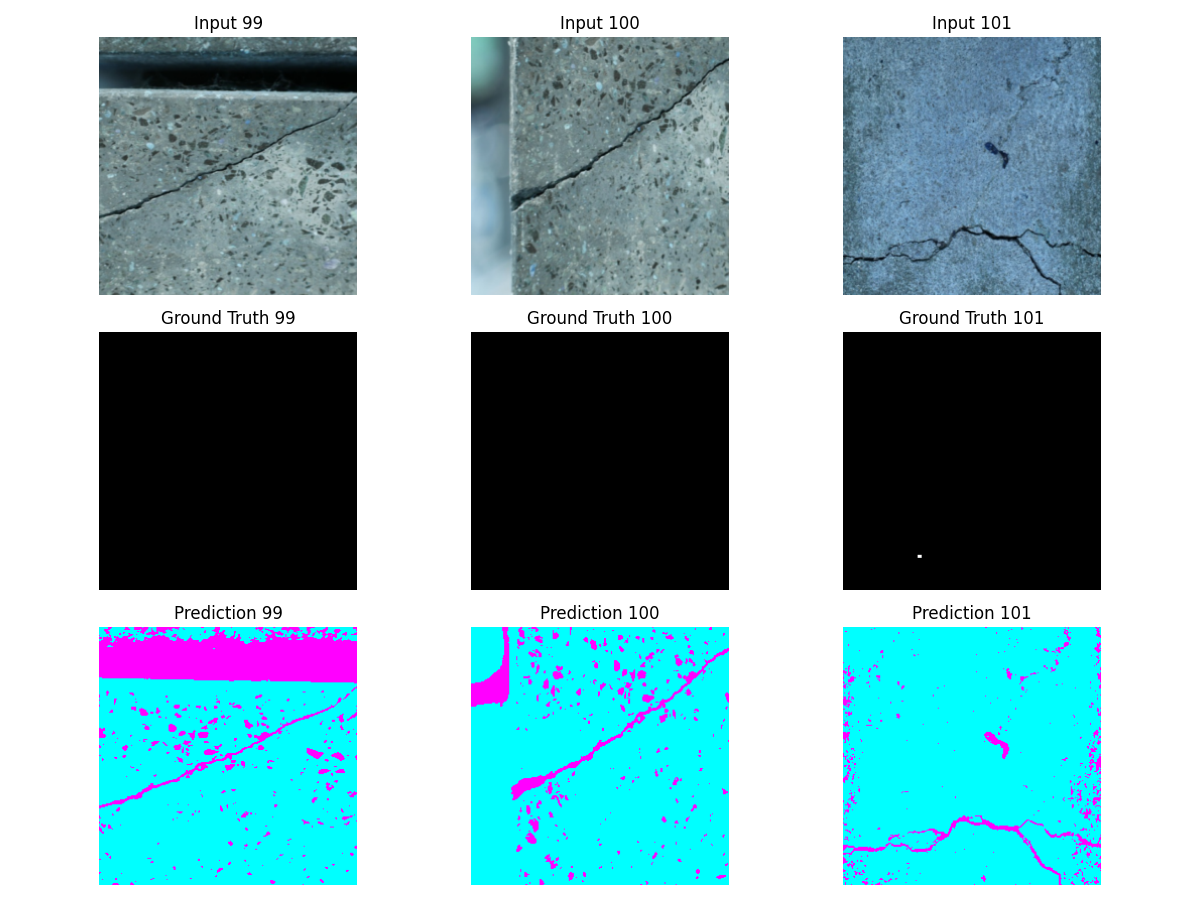 Input 99
Input 100
Input 101
Ground Truth 99
Ground Truth 100
Ground Truth 101
Prediction 99
Prediction 100
Prediction 101